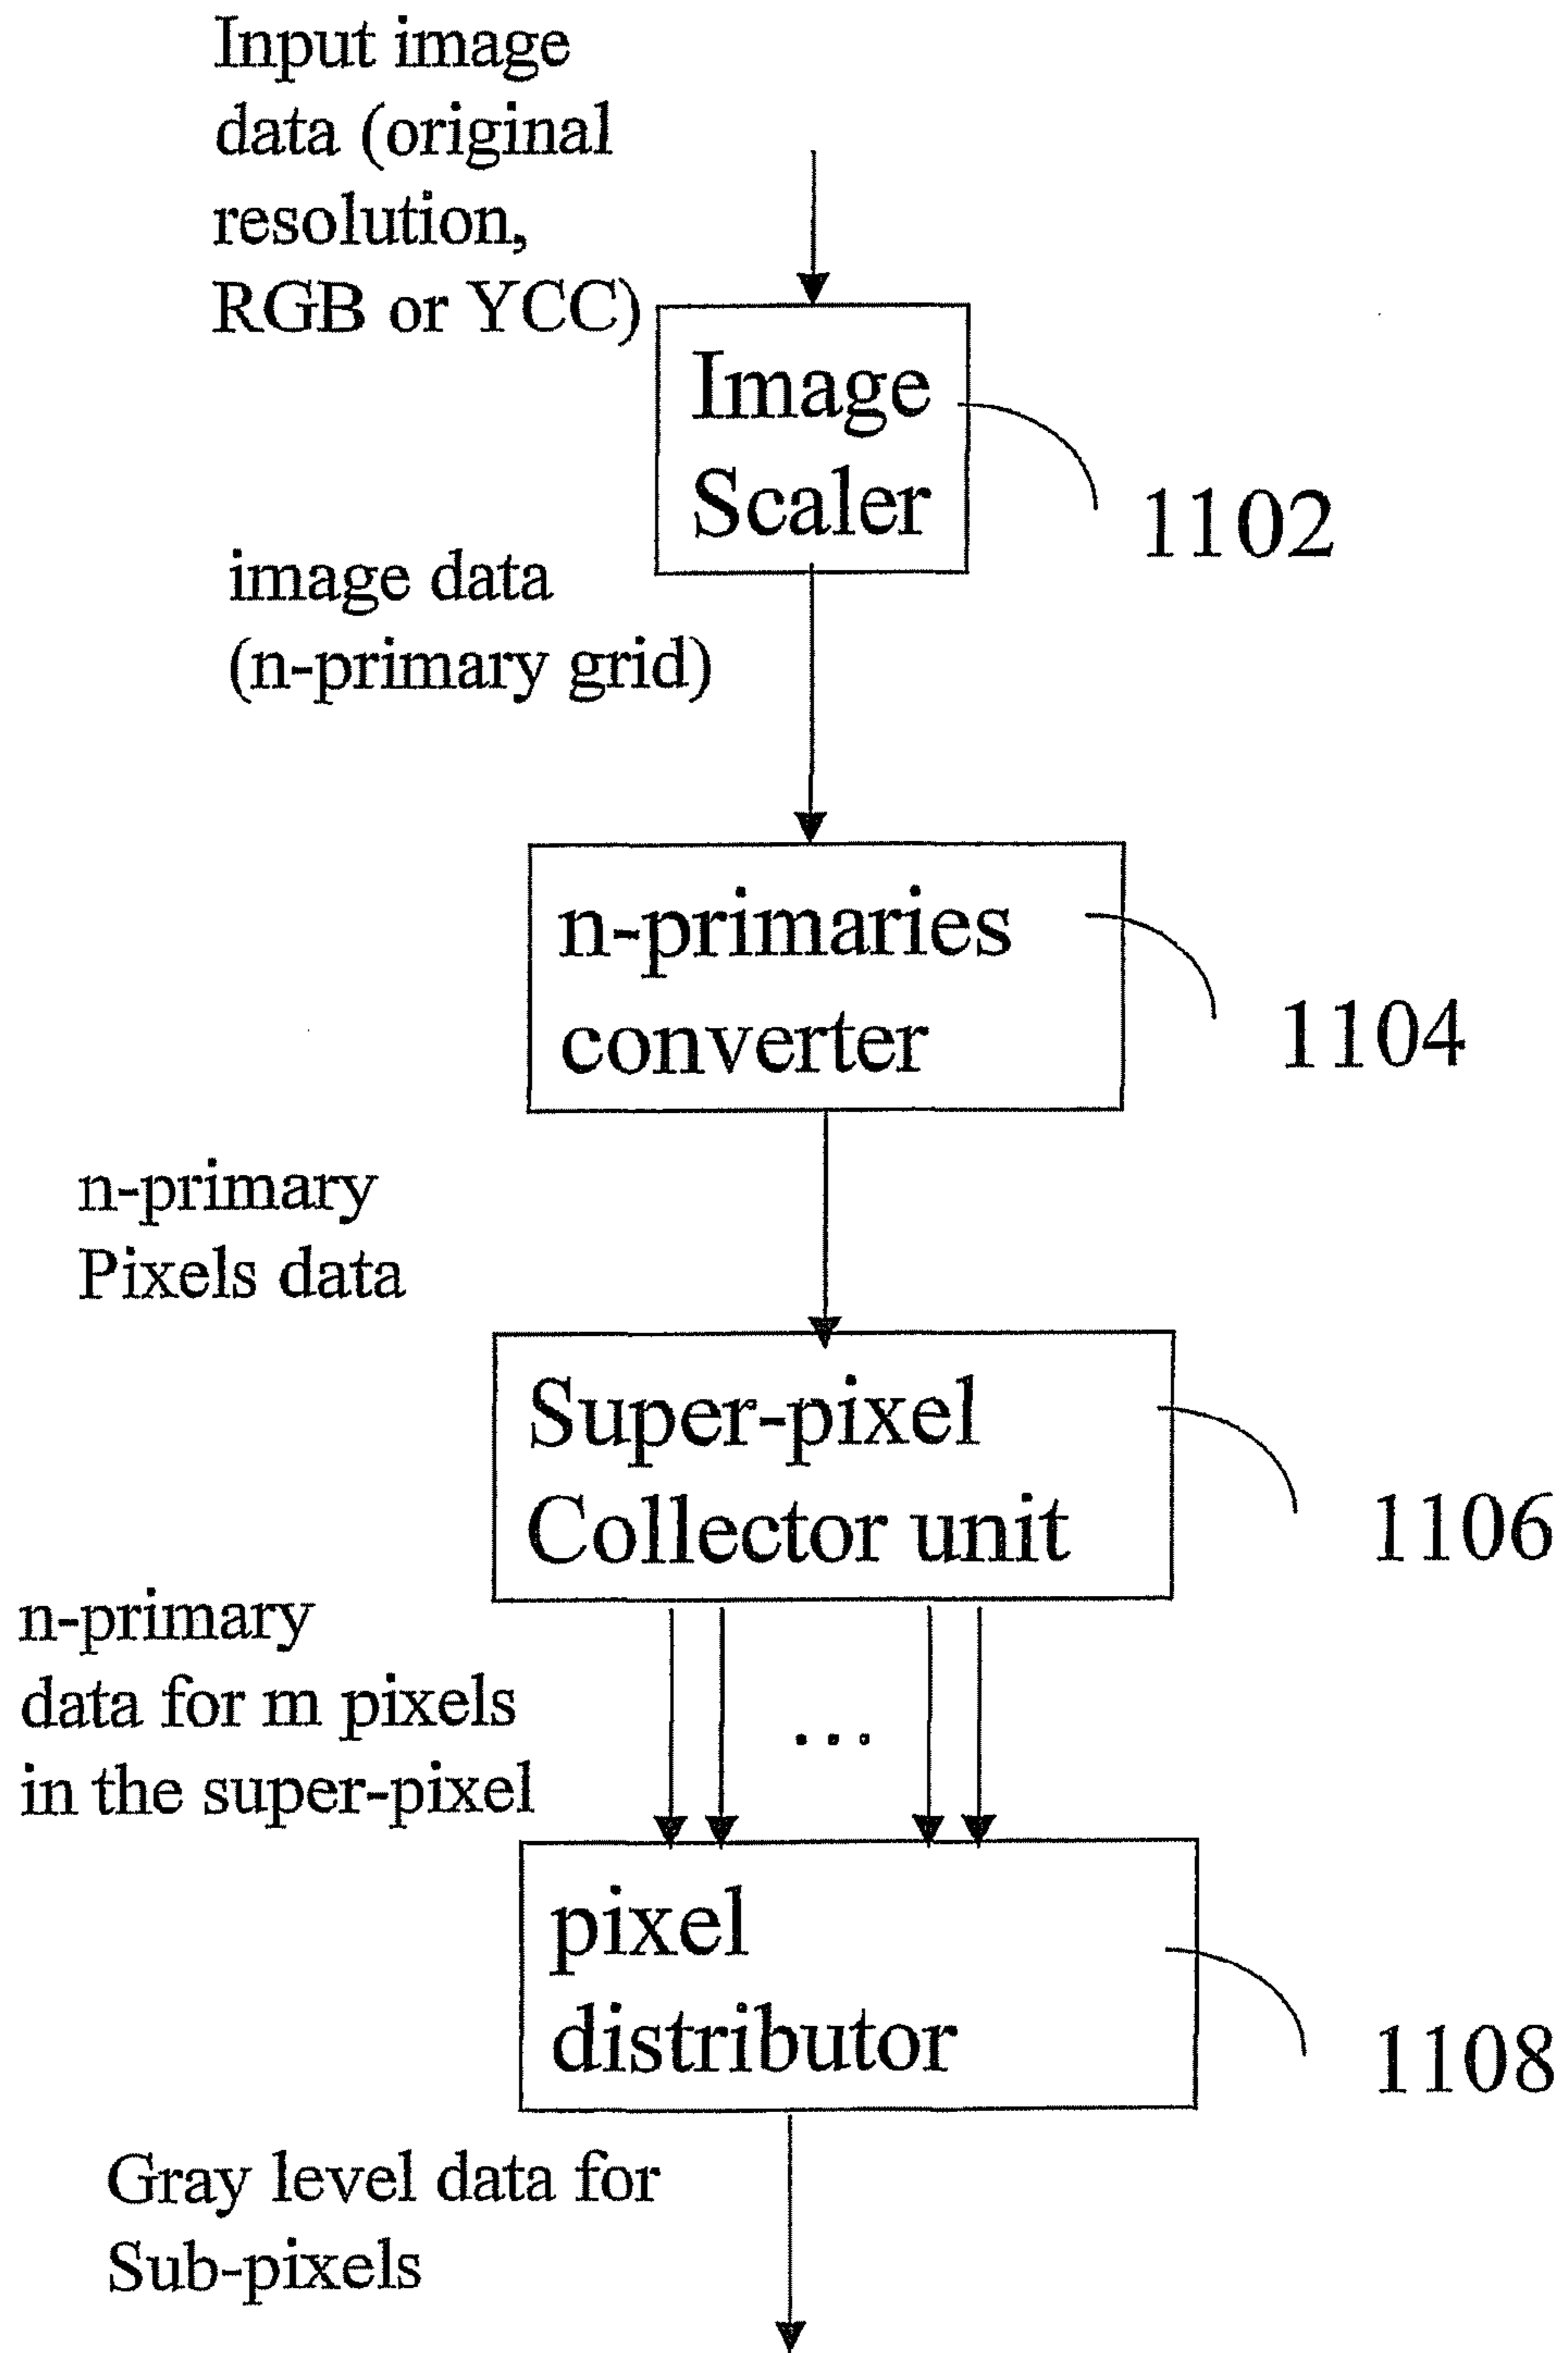 Input image
data (original
resolution,
RGB or YCC)
Image
Scaler
1102
image data
(n-primary grid)
n-primaries
converter
1104
n-primary
Pixels data
Super-pixel
Collector unit
1106
n-primary
data for m pixels
in the super-pixel
...
pixel
distributor
1108
Gray level data for
Sub-pixels